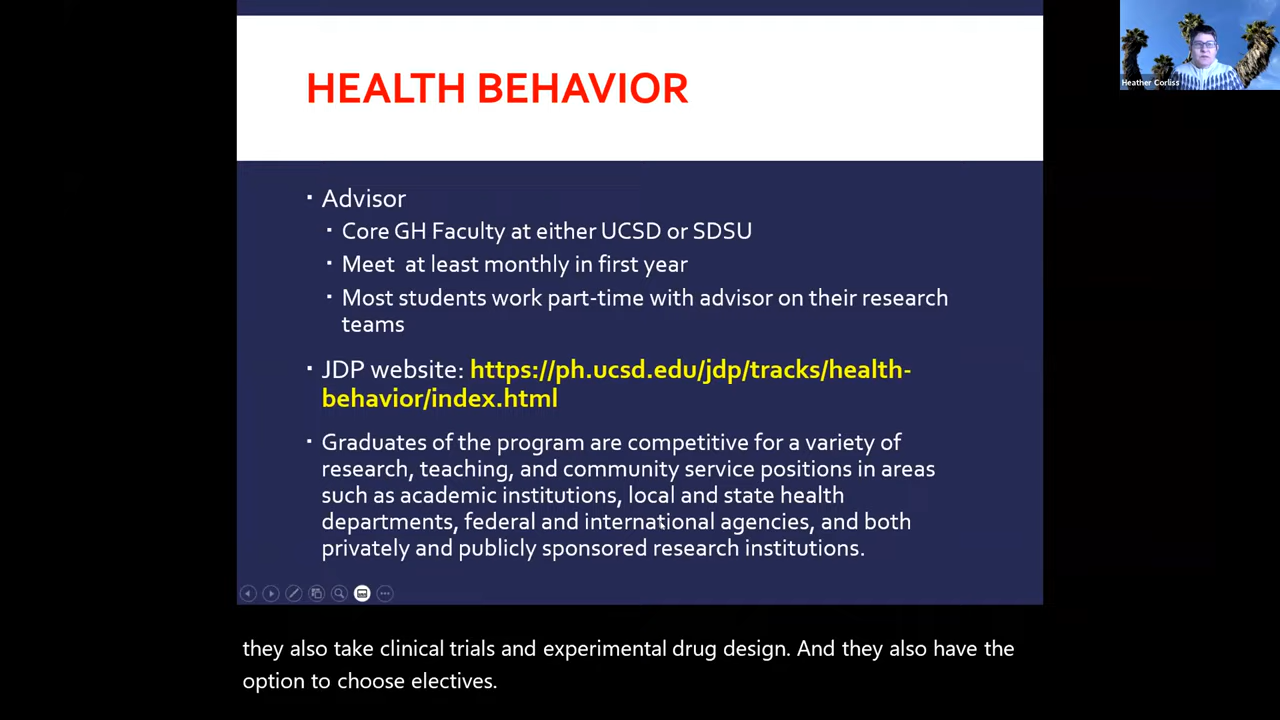 HEALTH BEHAVIOR
Heather Corliss
▪ Advisor
▪ Core GH Faculty at either UCSD or SDSU
▪ Meet at least monthly in first year
▪ Most students work part-time with advisor on their research
teams
▪ JDP website: https://ph.ucsd.edu/jdp/tracks/health-
behavior/index.html
▪ Graduates of the program are competitive for a variety of
research, teaching, and community service positions in areas
such as academic institutions, local and state health
departments, federal and international agencies, and both
privately and publicly sponsored research institutions.
they also take clinical trials and experimental drug design. And they also have the
option to choose electives.